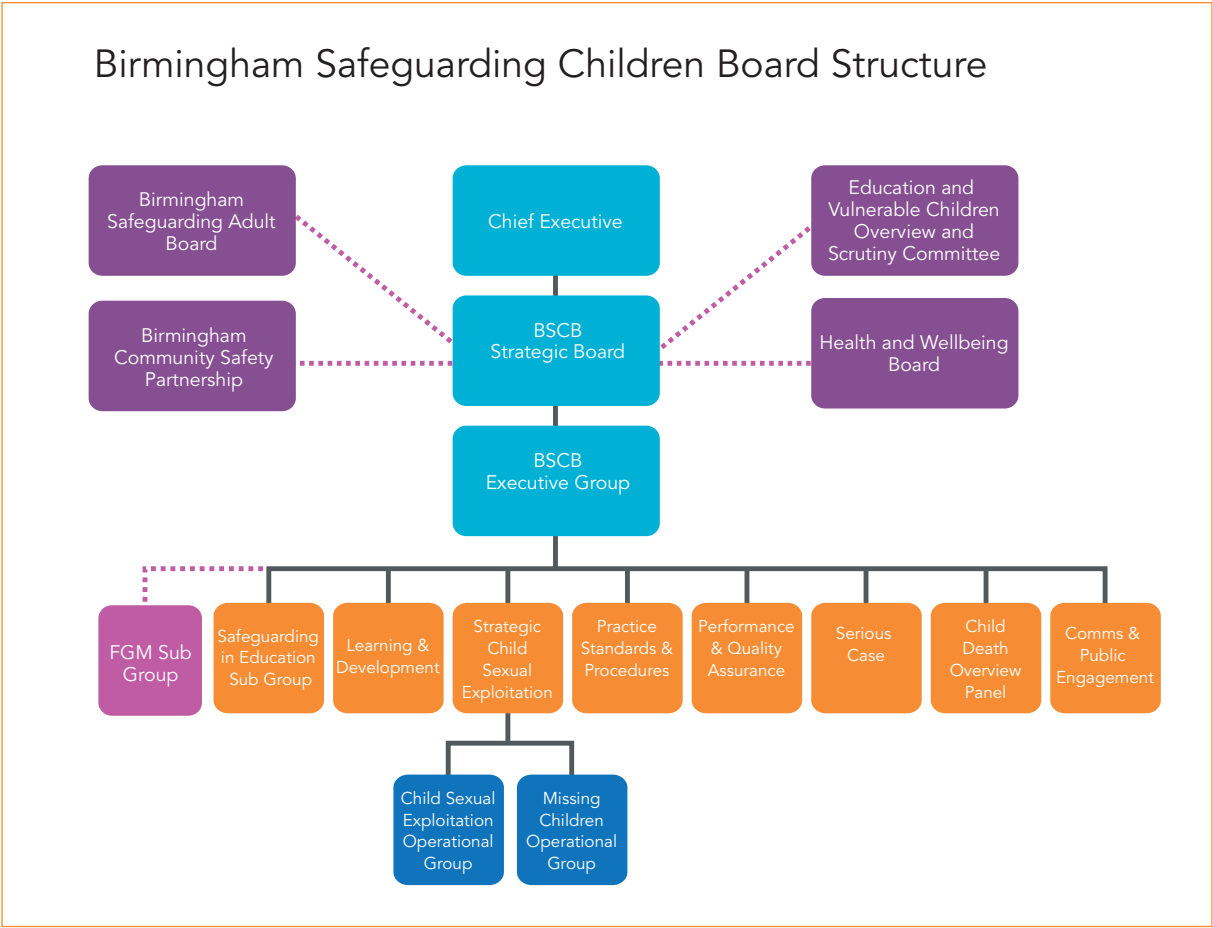 Birmingham Safeguarding Children Board Structure
Birmingham
Safeguarding Adult
Board
Chief Executive
Education and
Vulnerable Children
Overview and
Scrutiny Committee
Birmingham
Community Safety
Partnership
BSCB
Strategic Board
Health and Wellbeing
Board
BSCB
Executive Group
FGM Sub
Group
Safeguarding
in Education
Sub Group
Learning &
Development
Strategic
Child
Sexual
Exploitation
Practice
Standards &
Procedures
Performance
& Quality
Assurance
Serious
Case
Child
Death
Overview
Panel
Comms &
Public
Engagement
Child Sexual
Exploitation
Operational
Group
Missing
Children
Operational
Group